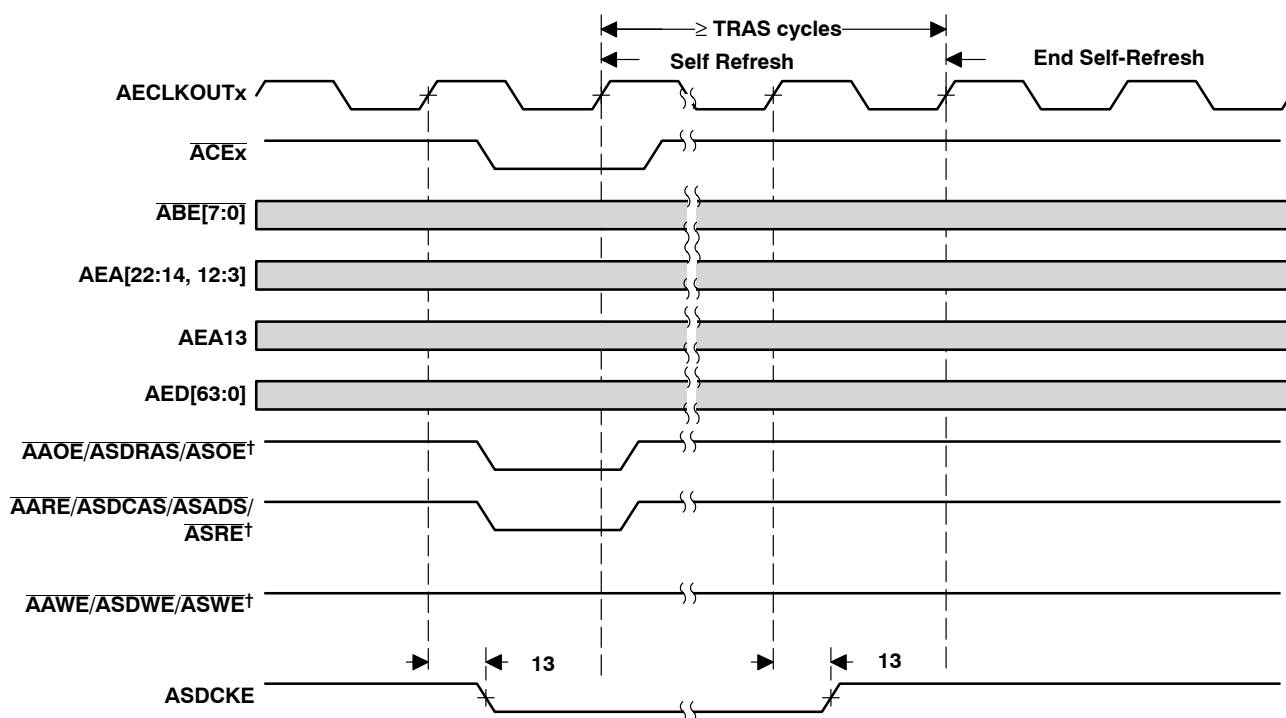 ≥ TRAS cycles
Self Refresh
End Self-Refresh
AECLKOUTx
ACEx
ABE[7:0]
AEA[22:14, 12:3]
AEA13
AED[63:0]
AAOE/ASDRAS/ASOE†
AARE/ASDCAS/ASADS/
ASRE†
AAWE/ASDWE/ASWE†
13
13
ASDCKE